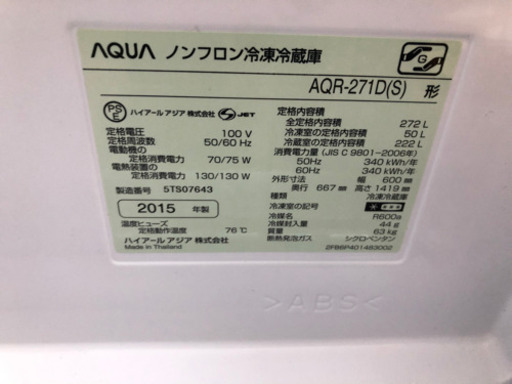 AQUA ノンフロン冷凍冷蔵庫
G
AQR-271D(S) 形
PS E ハイアール アジア 株式会社 S JET
定格電圧 100 V
定格周波数 50/60 Hz
電動機の
定格消費電力 70/75 W
電熱装置の
定格消費電力 130/130 W
製造番号 5TS07643
2015 年製
温度ヒューズ
定格動作温度 76℃
ハイアール アジア 株式会社
Made in Thailand
定格内容積
全定格内容積 272 L
冷凍室の定格内容積 50 L
冷蔵室の定格内容積 222 L
消費電力量 (JIS C 9801-2006年)
50Hz 340 kWh/年
60Hz 340 kWh/年
外形寸法 幅 600 mm
奥行 667 mm 高さ 1419 mm
種類 冷凍冷蔵庫
冷凍室の記号 ****
冷媒名 R600a
冷媒封入量 44g
質量 63 kg
断熱発泡ガス シクロペンタン
>ABS<